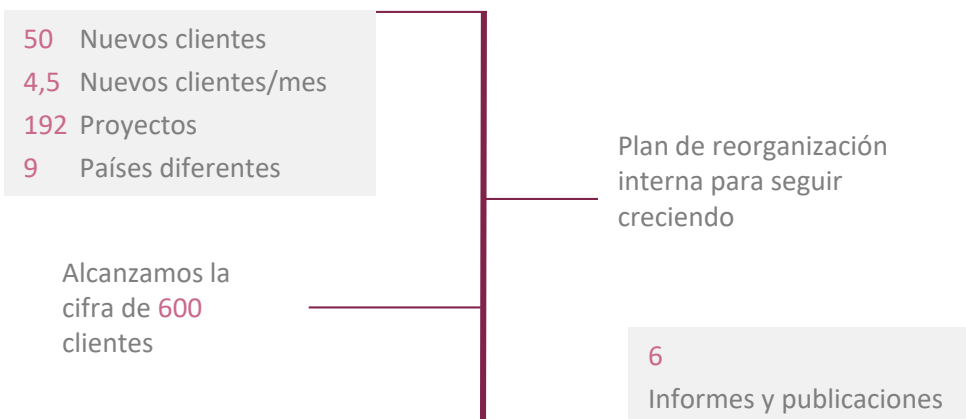 50 Nuevos clientes
4,5 Nuevos clientes/mes
192 Proyectos
9 Países diferentes
Plan de reorganización
interna para seguir
creciendo
Alcanzamos la
cifra de 600
clientes
6
Informes y publicaciones